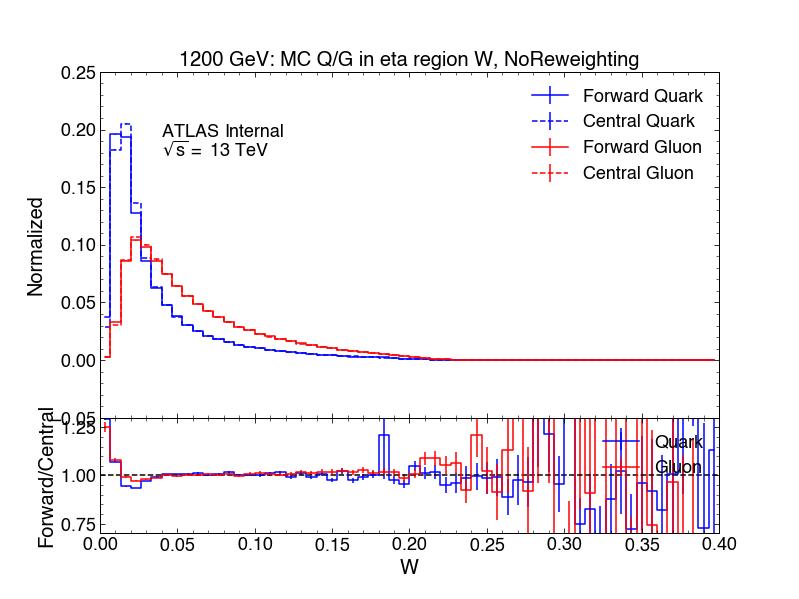 1200 GeV: MC Q/G in eta region W, NoReweighting
0.25
0.20
0.15
0.10
0.05
0.00
0.05
Normalized
ATLAS Internal
√s = 13 TeV
Forward Quark
Central Quark
Forward Gluon
Central Gluon
1.25
1.00
0.75
Forward/Central
Quark
Gluon
0.00 0.05 0.10 0.15 0.20 0.25 0.30 0.35 0.40
W